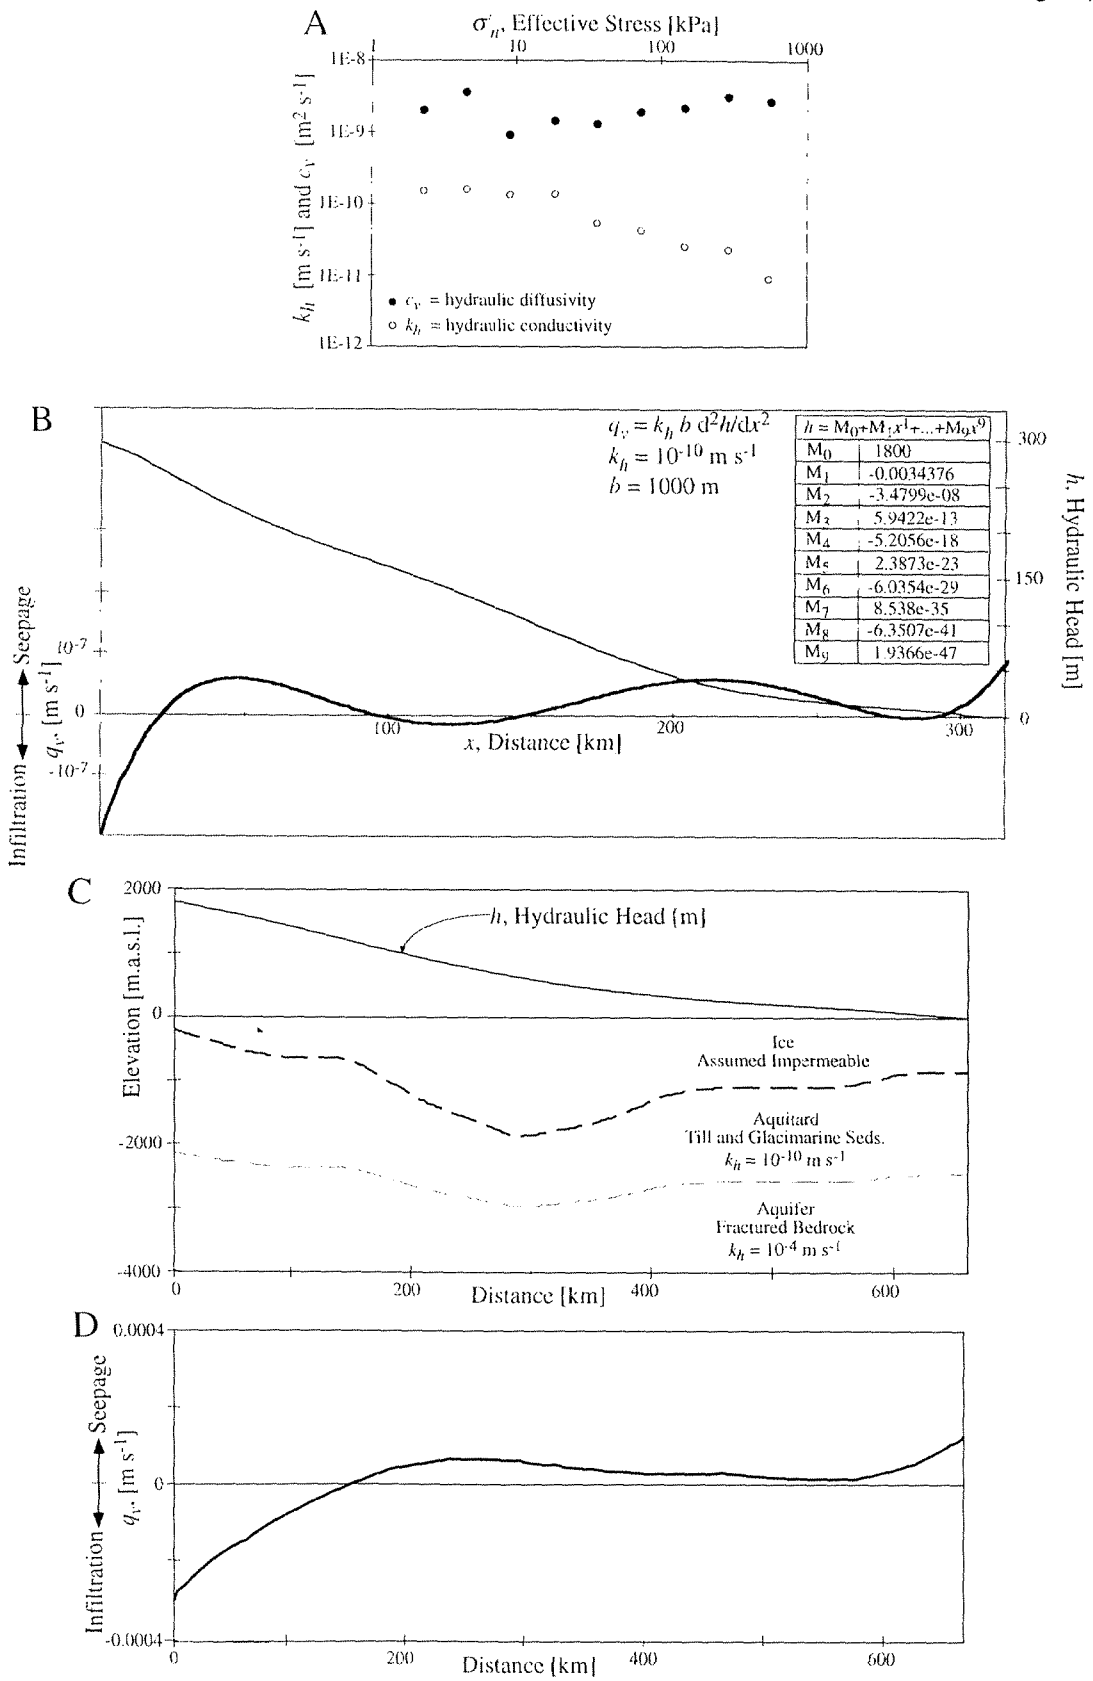 A
σ'n, Effective Stress [kPa]
1 10 100 1000
1E-8
1E-9
1E-10
1E-11
1E-12
kh [m s-1] and cv [m2 s-1]
● cv = hydraulic diffusivity
○ kh = hydraulic conductivity
B
qv = kh b d2h/dx2
kh = 10-10 m s-1
b = 1000 m
h = M0+M1x1+...+M9x9
M0 1800
M1 -0.0034376
M2 -3.4799e-08
M3 5.9422e-13
M4 -5.2056e-18
M5 2.3873e-23
M6 -6.0354e-29
M7 8.538e-35
M8 -6.3507e-41
M9 1.9366e-47
300
150
0
h, Hydraulic Head [m]
10-7
0
-10-7
Infiltration Seepage
qv, [m s-1]
100 200 300
x, Distance [km]
C
2000
0
-2000
-4000
Elevation [m.a.s.l.]
h, Hydraulic Head [m]
Ice
Assumed Impermeable
Aquitard
Till and Glacimarine Seds.
kh = 10-10 m s-1
Aquifer
Fractured Bedrock
kh = 10-4 m s-1
0 200 400 600
Distance [km]
D
0.0004
0
-0.0004
Infiltration Seepage
qv, [m s-1]
0 200 400 600
Distance [km]